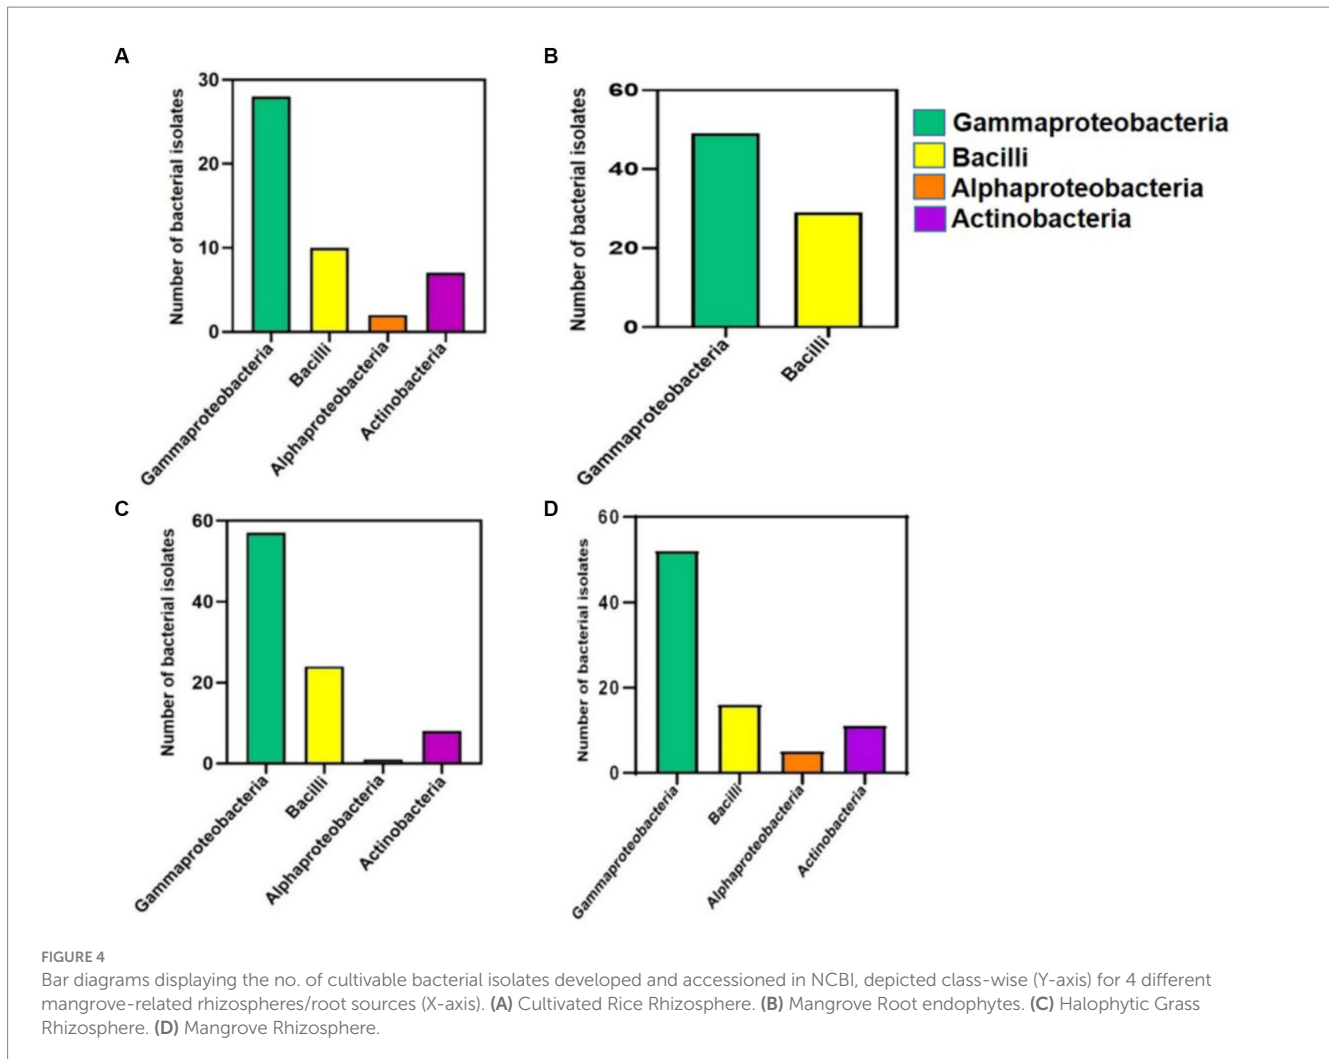 A
Number of bacterial isolates
30
20
10
0
Gammaproteobacteria
Bacilli
Alphaproteobacteria
Actinobacteria
B
Number of bacterial isolates
60
40
20
0
Gammaproteobacteria
Bacilli
Gammaproteobacteria
Bacilli
Alphaproteobacteria
Actinobacteria
C
Number of bacterial isolates
60
40
20
0
Gammaproteobacteria
Bacilli
Alphaproteobacteria
Actinobacteria
D
Number of bacterial isolates
60
40
20
0
Gammaproteobacteria
Bacilli
Alphaproteobacteria
Actinobacteria
FIGURE 4
Bar diagrams displaying the no. of cultivable bacterial isolates developed and accessioned in NCBI, depicted class-wise (Y-axis) for 4 different
mangrove-related rhizospheres/root sources (X-axis). (A) Cultivated Rice Rhizosphere. (B) Mangrove Root endophytes. (C) Halophytic Grass
Rhizosphere. (D) Mangrove Rhizosphere.